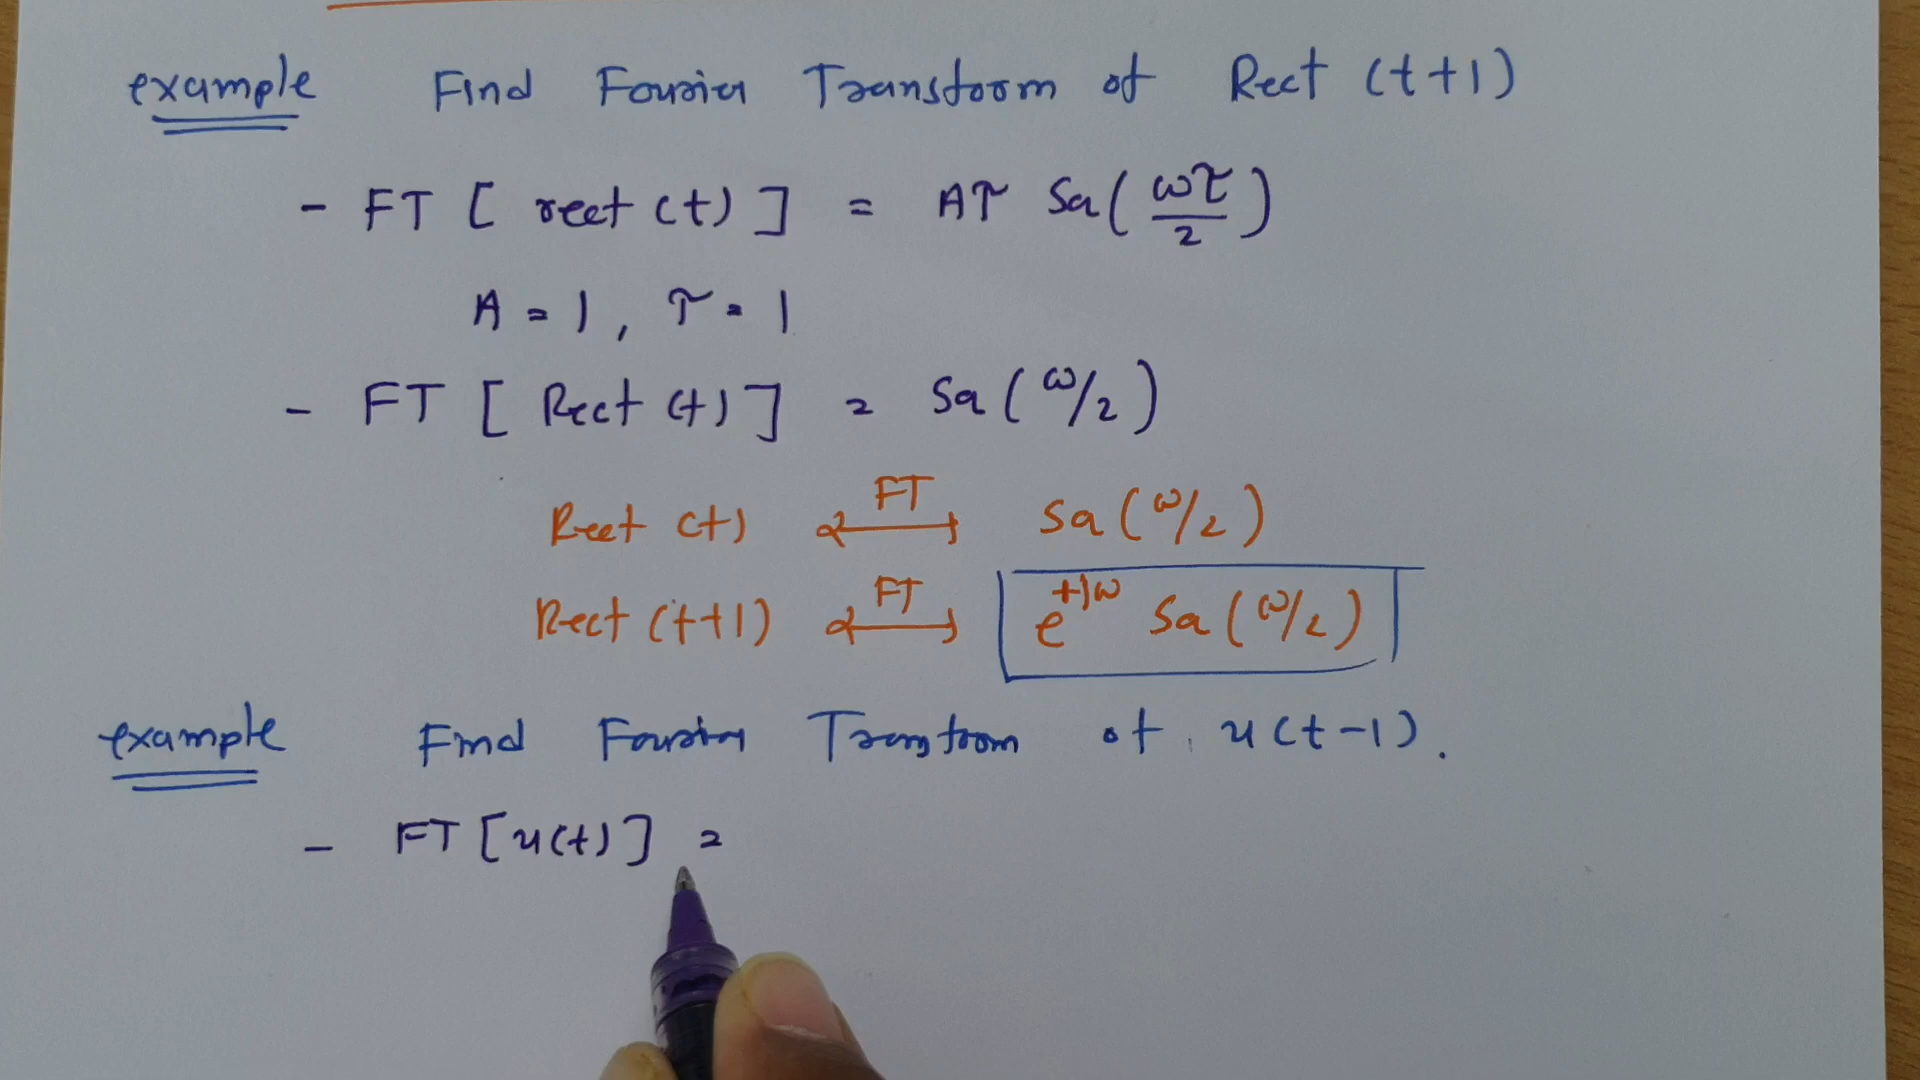 example Find Fourier Transform of Rect (t+1)
- FT [ rect (t) ] = Aτ Sa( ωτ/2 )
A = 1 , τ = 1
- FT [ Rect (t) ] = Sa ( ω/2 )
Rect (t) ⟷ FT Sa ( ω/2 )
Rect (t+1) ⟷ FT e^{+jω} Sa ( ω/2 )
example Find Fourier Transform of u(t-1).
- FT [u(t)] =